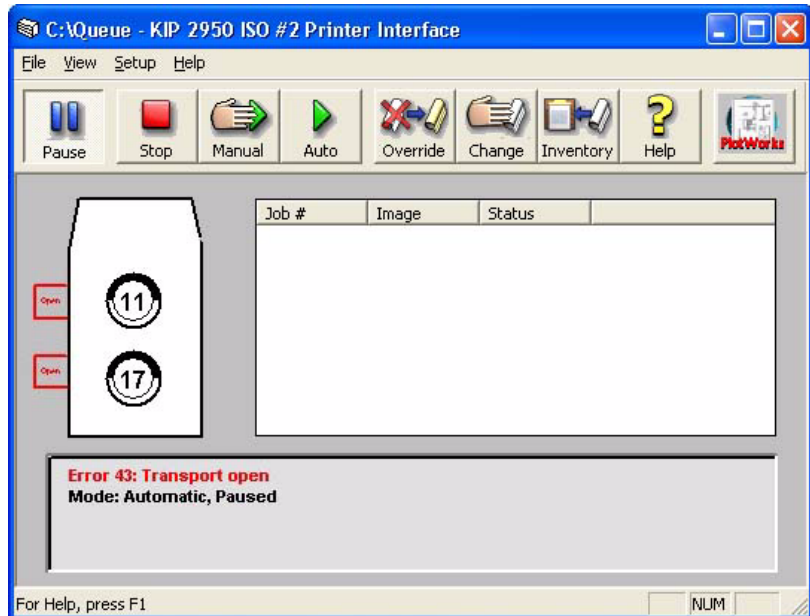 C:\Queue - KIP 2950 ISO #2 Printer Interface
File View Setup Help
Pause Stop Manual Auto Override Change Inventory Help PlotWorks
Job # Image Status
Open
11
Open
17
Error 43: Transport open
Mode: Automatic, Paused
For Help, press F1 NUM